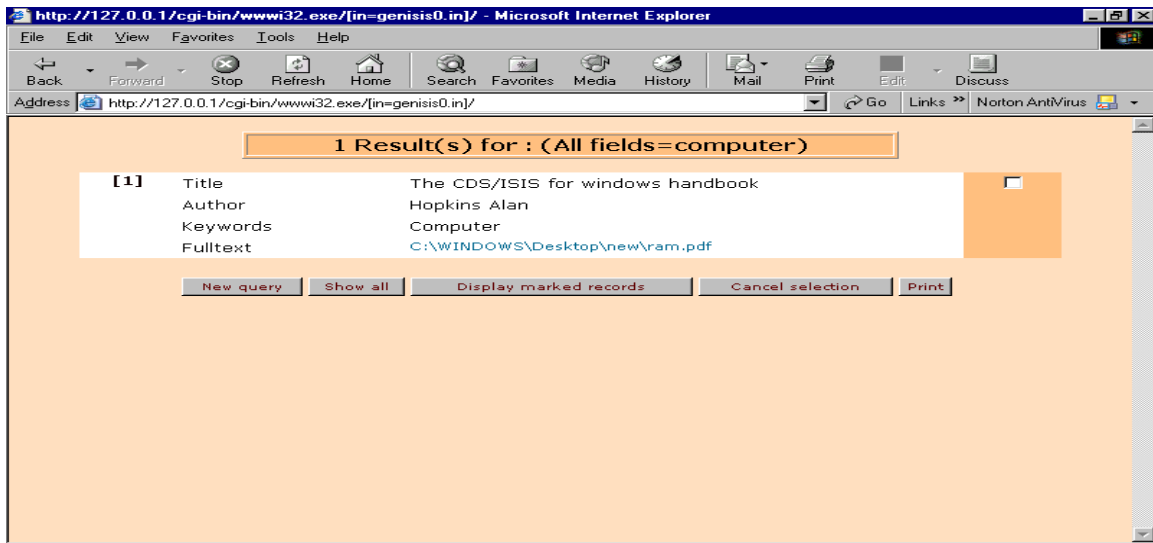 http://127.0.0.1/cgi-bin/wwwi32.exe/[in=genisis0.in]/ - Microsoft Internet Explorer
File Edit View Favorites Tools Help
Back Forward Stop Refresh Home Search Favorites Media History Mail Print Edit Discuss
Address http://127.0.0.1/cgi-bin/wwwi32.exe/[in=genisis0.in]/ Go Links » Norton AntiVirus
1 Result(s) for : (All fields=computer)
[1] Title The CDS/ISIS for windows handbook
Author Hopkins Alan
Keywords Computer
Fulltext C:\WINDOWS\Desktop\new\ram.pdf
New query Show all Display marked records Cancel selection Print